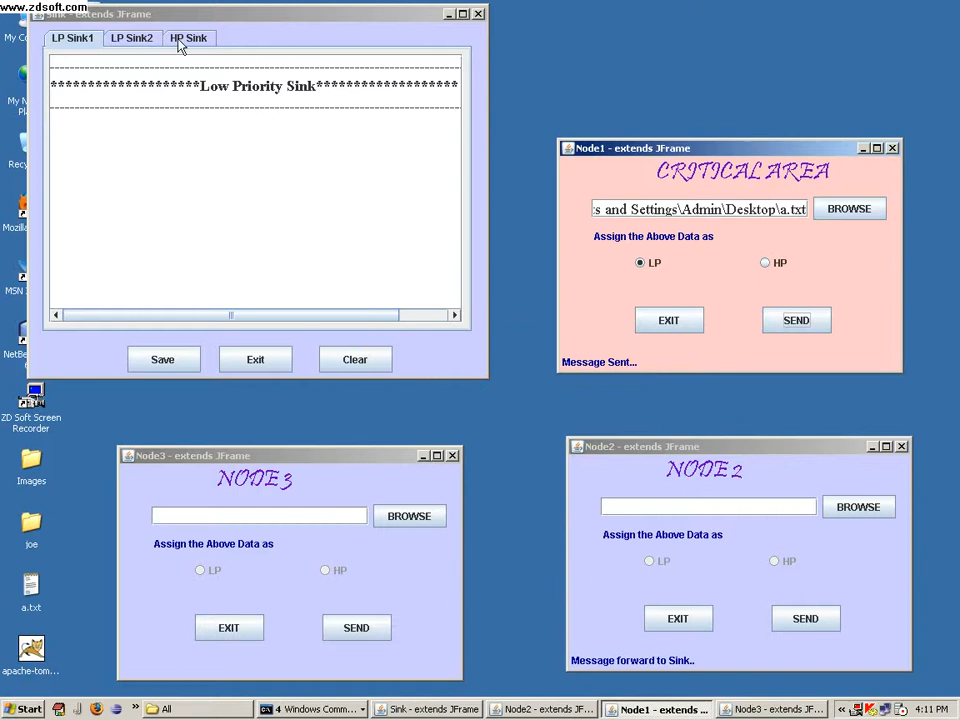 www.zdsoft.com
Sink - extends JFrame
LP Sink1 LP Sink2 HP Sink
--------------------------------------------------------------------------------
********************Low Priority Sink*******************
--------------------------------------------------------------------------------
Save Exit Clear
Node1 - extends JFrame
CRITICAL AREA
s and Settings\Admin\Desktop\a.txt BROWSE
Assign the Above Data as
LP HP
EXIT SEND
Message Sent...
Node3 - extends JFrame
NODE 3
BROWSE
Assign the Above Data as
LP HP
EXIT SEND
Node2 - extends JFrame
NODE 2
BROWSE
Assign the Above Data as
LP HP
EXIT SEND
Message forward to Sink..
My Co
My N
Pla
Recy
Mozilla
MSN
NetBe
ZD Soft Screen
Recorder
Images
joe
a.txt
apache-tom...
Start All 4 Windows Comm... Sink - extends JFrame Node2 - extends JF... Node1 - extends ... Node3 - extends JF... 4:11 PM